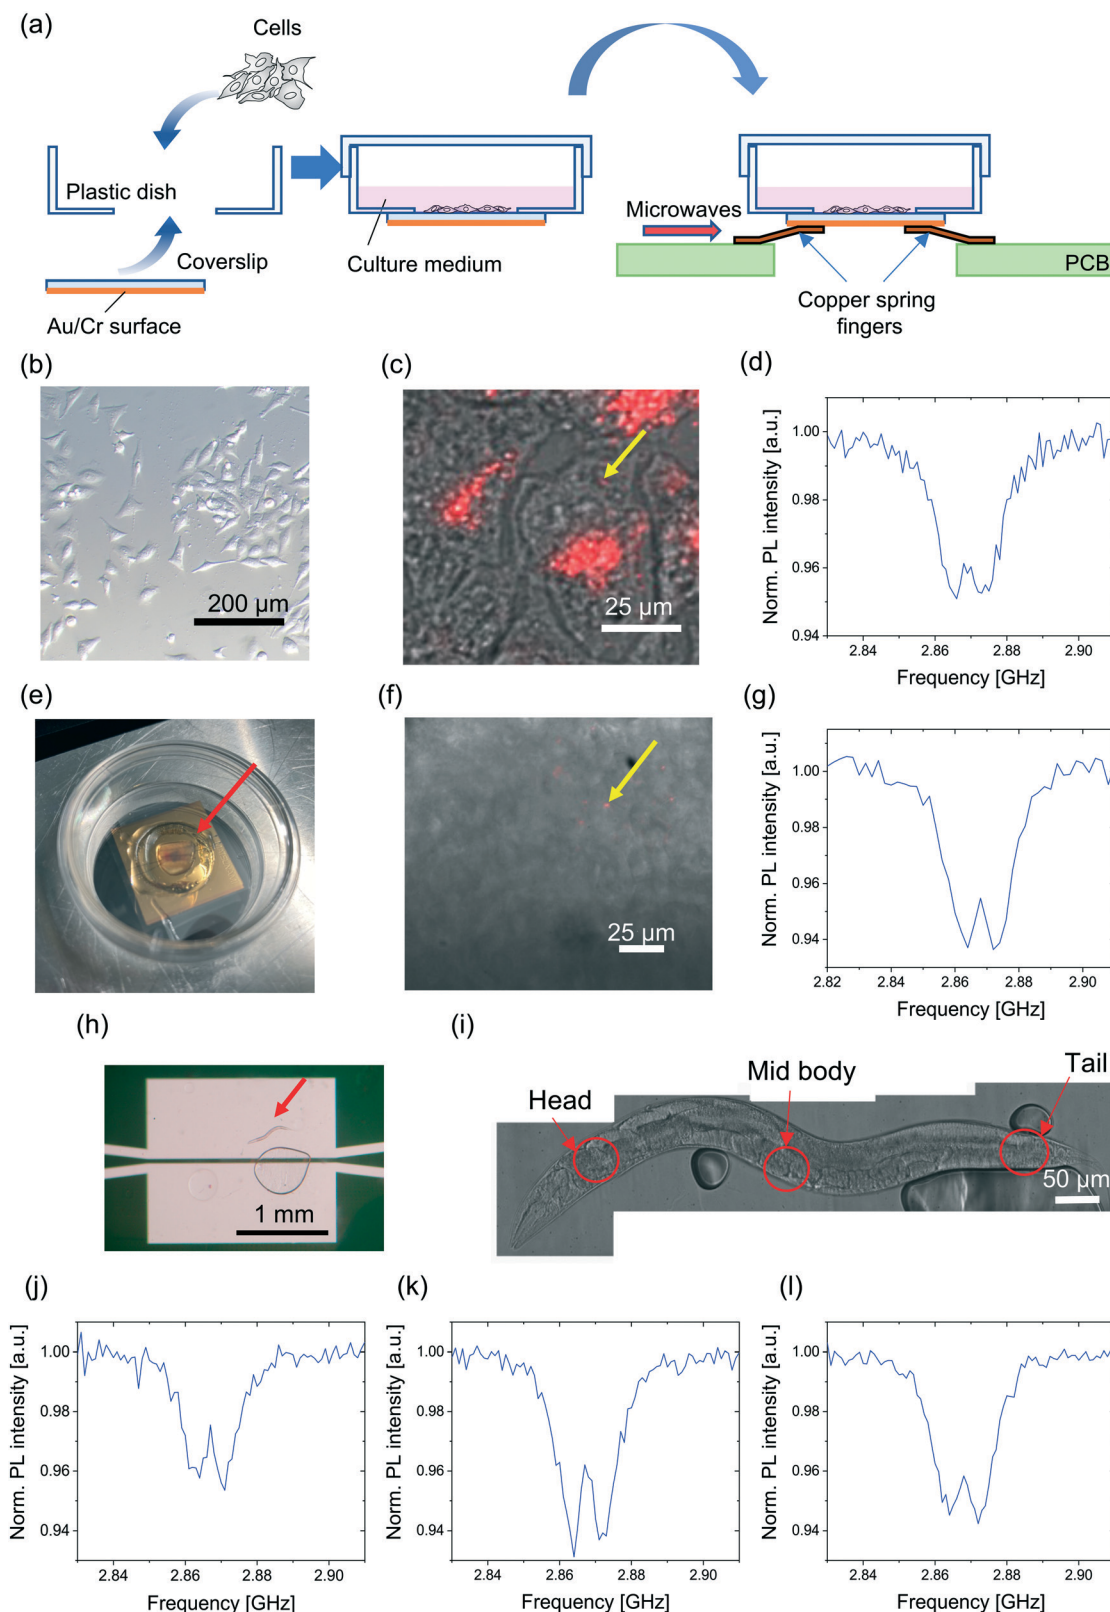 (a)
Cells
Plastic dish
Coverslip
Au/Cr surface
Culture medium
Microwaves
PCB
Copper spring
fingers
(b)
200 µm
(c)
25 µm
(d)
Norm. PL intensity [a.u.]
1.00
0.98
0.96
0.94
2.84 2.86 2.88 2.90
Frequency [GHz]
(e)
(f)
25 µm
(g)
Norm. PL intensity [a.u.]
1.00
0.98
0.96
0.94
2.82 2.84 2.86 2.88 2.90
Frequency [GHz]
(h)
1 mm
(i)
Head
Mid body
Tail
50 µm
(j)
Norm. PL intensity [a.u.]
1.00
0.98
0.96
0.94
2.84 2.86 2.88 2.90
Frequency [GHz]
(k)
Norm. PL intensity [a.u.]
1.00
0.98
0.96
0.94
2.84 2.86 2.88 2.90
Frequency [GHz]
(l)
Norm. PL intensity [a.u.]
1.00
0.98
0.96
0.94
2.84 2.86 2.88 2.90
Frequency [GHz]